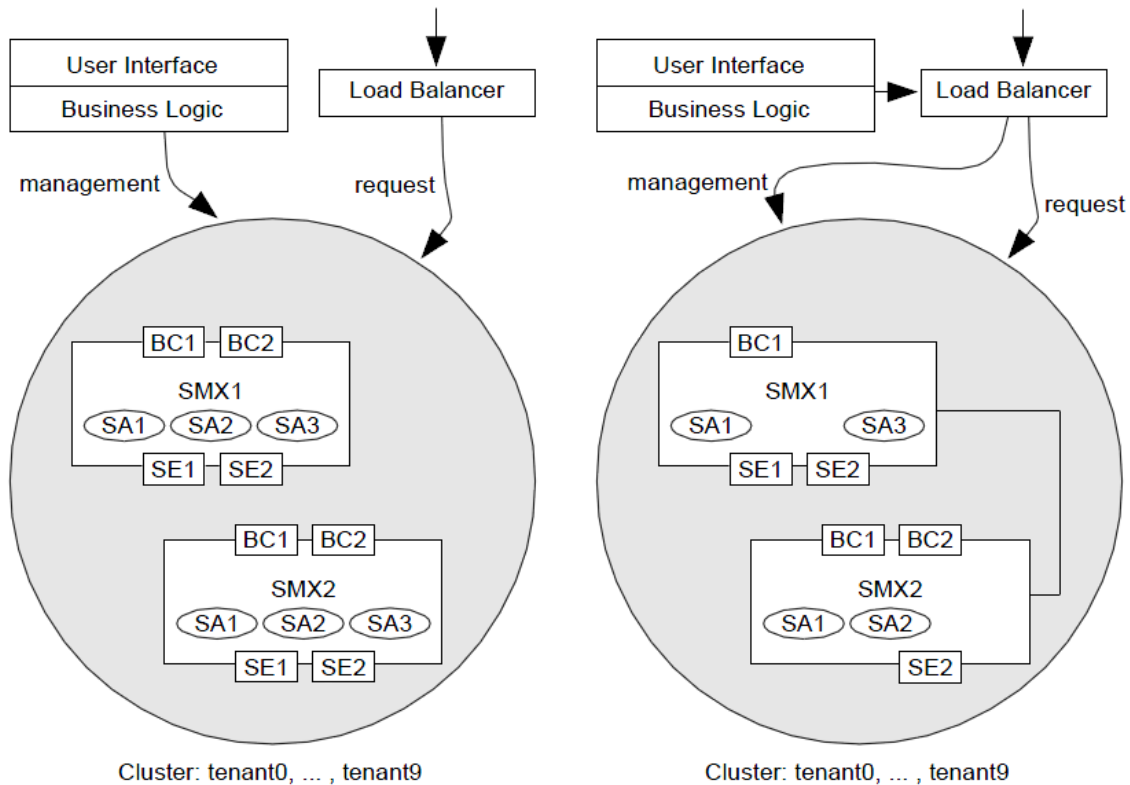 User Interface
Business Logic
Load Balancer
management
request
BC1 BC2
SMX1
SA1 SA2 SA3
SE1 SE2
BC1 BC2
SMX2
SA1 SA2 SA3
SE1 SE2
Cluster: tenant0, ... , tenant9
User Interface
Business Logic
Load Balancer
management
request
BC1
SMX1
SA1 SA3
SE1 SE2
BC1 BC2
SMX2
SA1 SA2
SE2
Cluster: tenant0, ... , tenant9